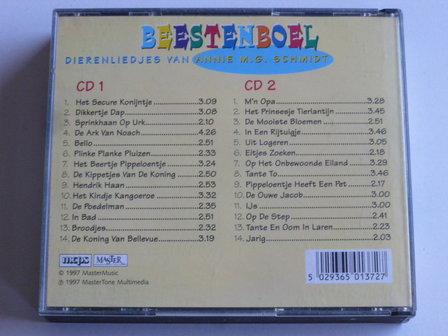 BEESTENBOEL
DIERENLIEDJES VAN ANNIE M.G. SCHMIDT
CD 1
1. Het Secure Konijntje 3.09
2. Dikkertje Dap 3.08
3. Sprinkhaan Op Urk 2.10
4. De Ark Van Noach 4.26
5. Bello 2.51
6. Plinke Planke Pluizen 2.33
7. Het Beertje Pippeloentje 3.24
8. De Kippetjes Van De Koning 2.50
9. Hendrik Haan 2.53
10. Het Kindje Kangoeroe 3.32
11. De Poedelman 2.35
12. In Bad 2.51
13. Broodjes 2.32
14. De Koning Van Bellevue 3.19
CD 2
1. M'n Opa 3.28
2. Het Prinsesje Tierlantijn 3.45
3. De Mooiste Bloemen 2.51
4. In Een Rijtuigje 3.46
5. Uit Logeren 3.05
6. Eitjes Zoeken 2.18
7. Op Het Onbewoonde Eiland 3.29
8. Tante To 3.46
9. Pippeloentje Heeft Een Pet 2.17
10. De Ouwe Jacob 3.10
11. IJs 3.01
12. Op De Step 2.41
13. Tante En Oom In Laren 2.23
14. Jarig 2.03
mcps MASTER
© 1997 MasterMusic
℗ 1997 MasterTone Multimedia
5 029365 013727